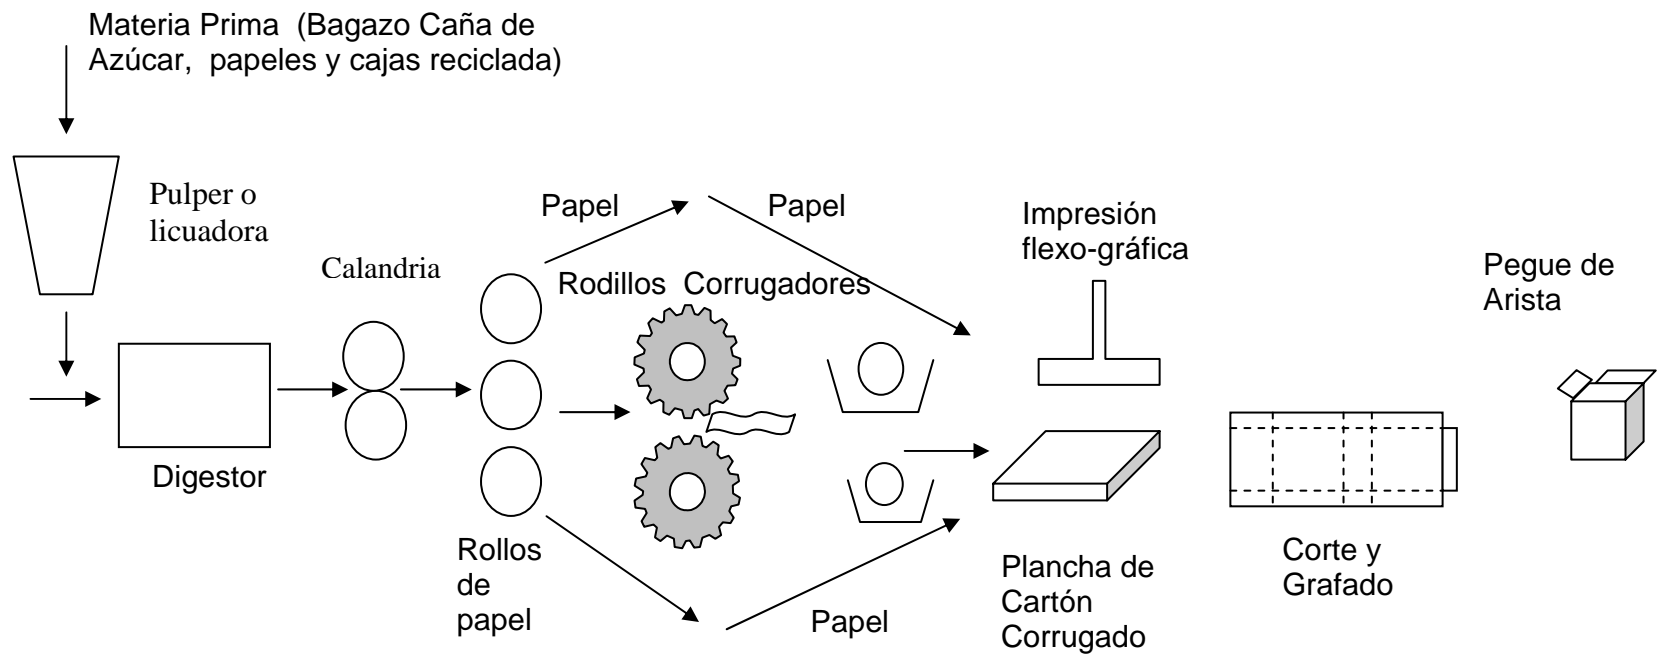 Materia Prima (Bagazo Caña de
Azúcar, papeles y cajas reciclada)
Pulper o
licuadora
Calandria
Digestor
Rollos
de
papel
Papel
Papel
Rodillos Corrugadores
Papel
Impresión
flexo-gráfica
Plancha de
Cartón
Corrugado
Corte y
Grafado
Pegue de
Arista